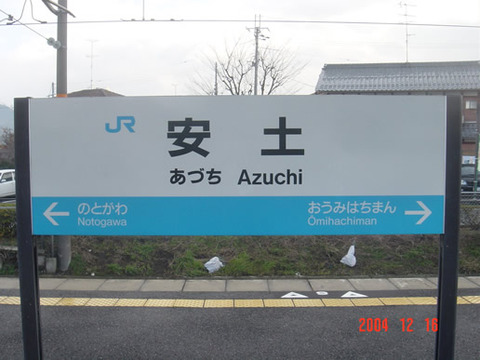 JR
安土
あづち Azuchi
← のとがわ
Notogawa
おうみはちまん →
Ōmihachiman
2004 12 16